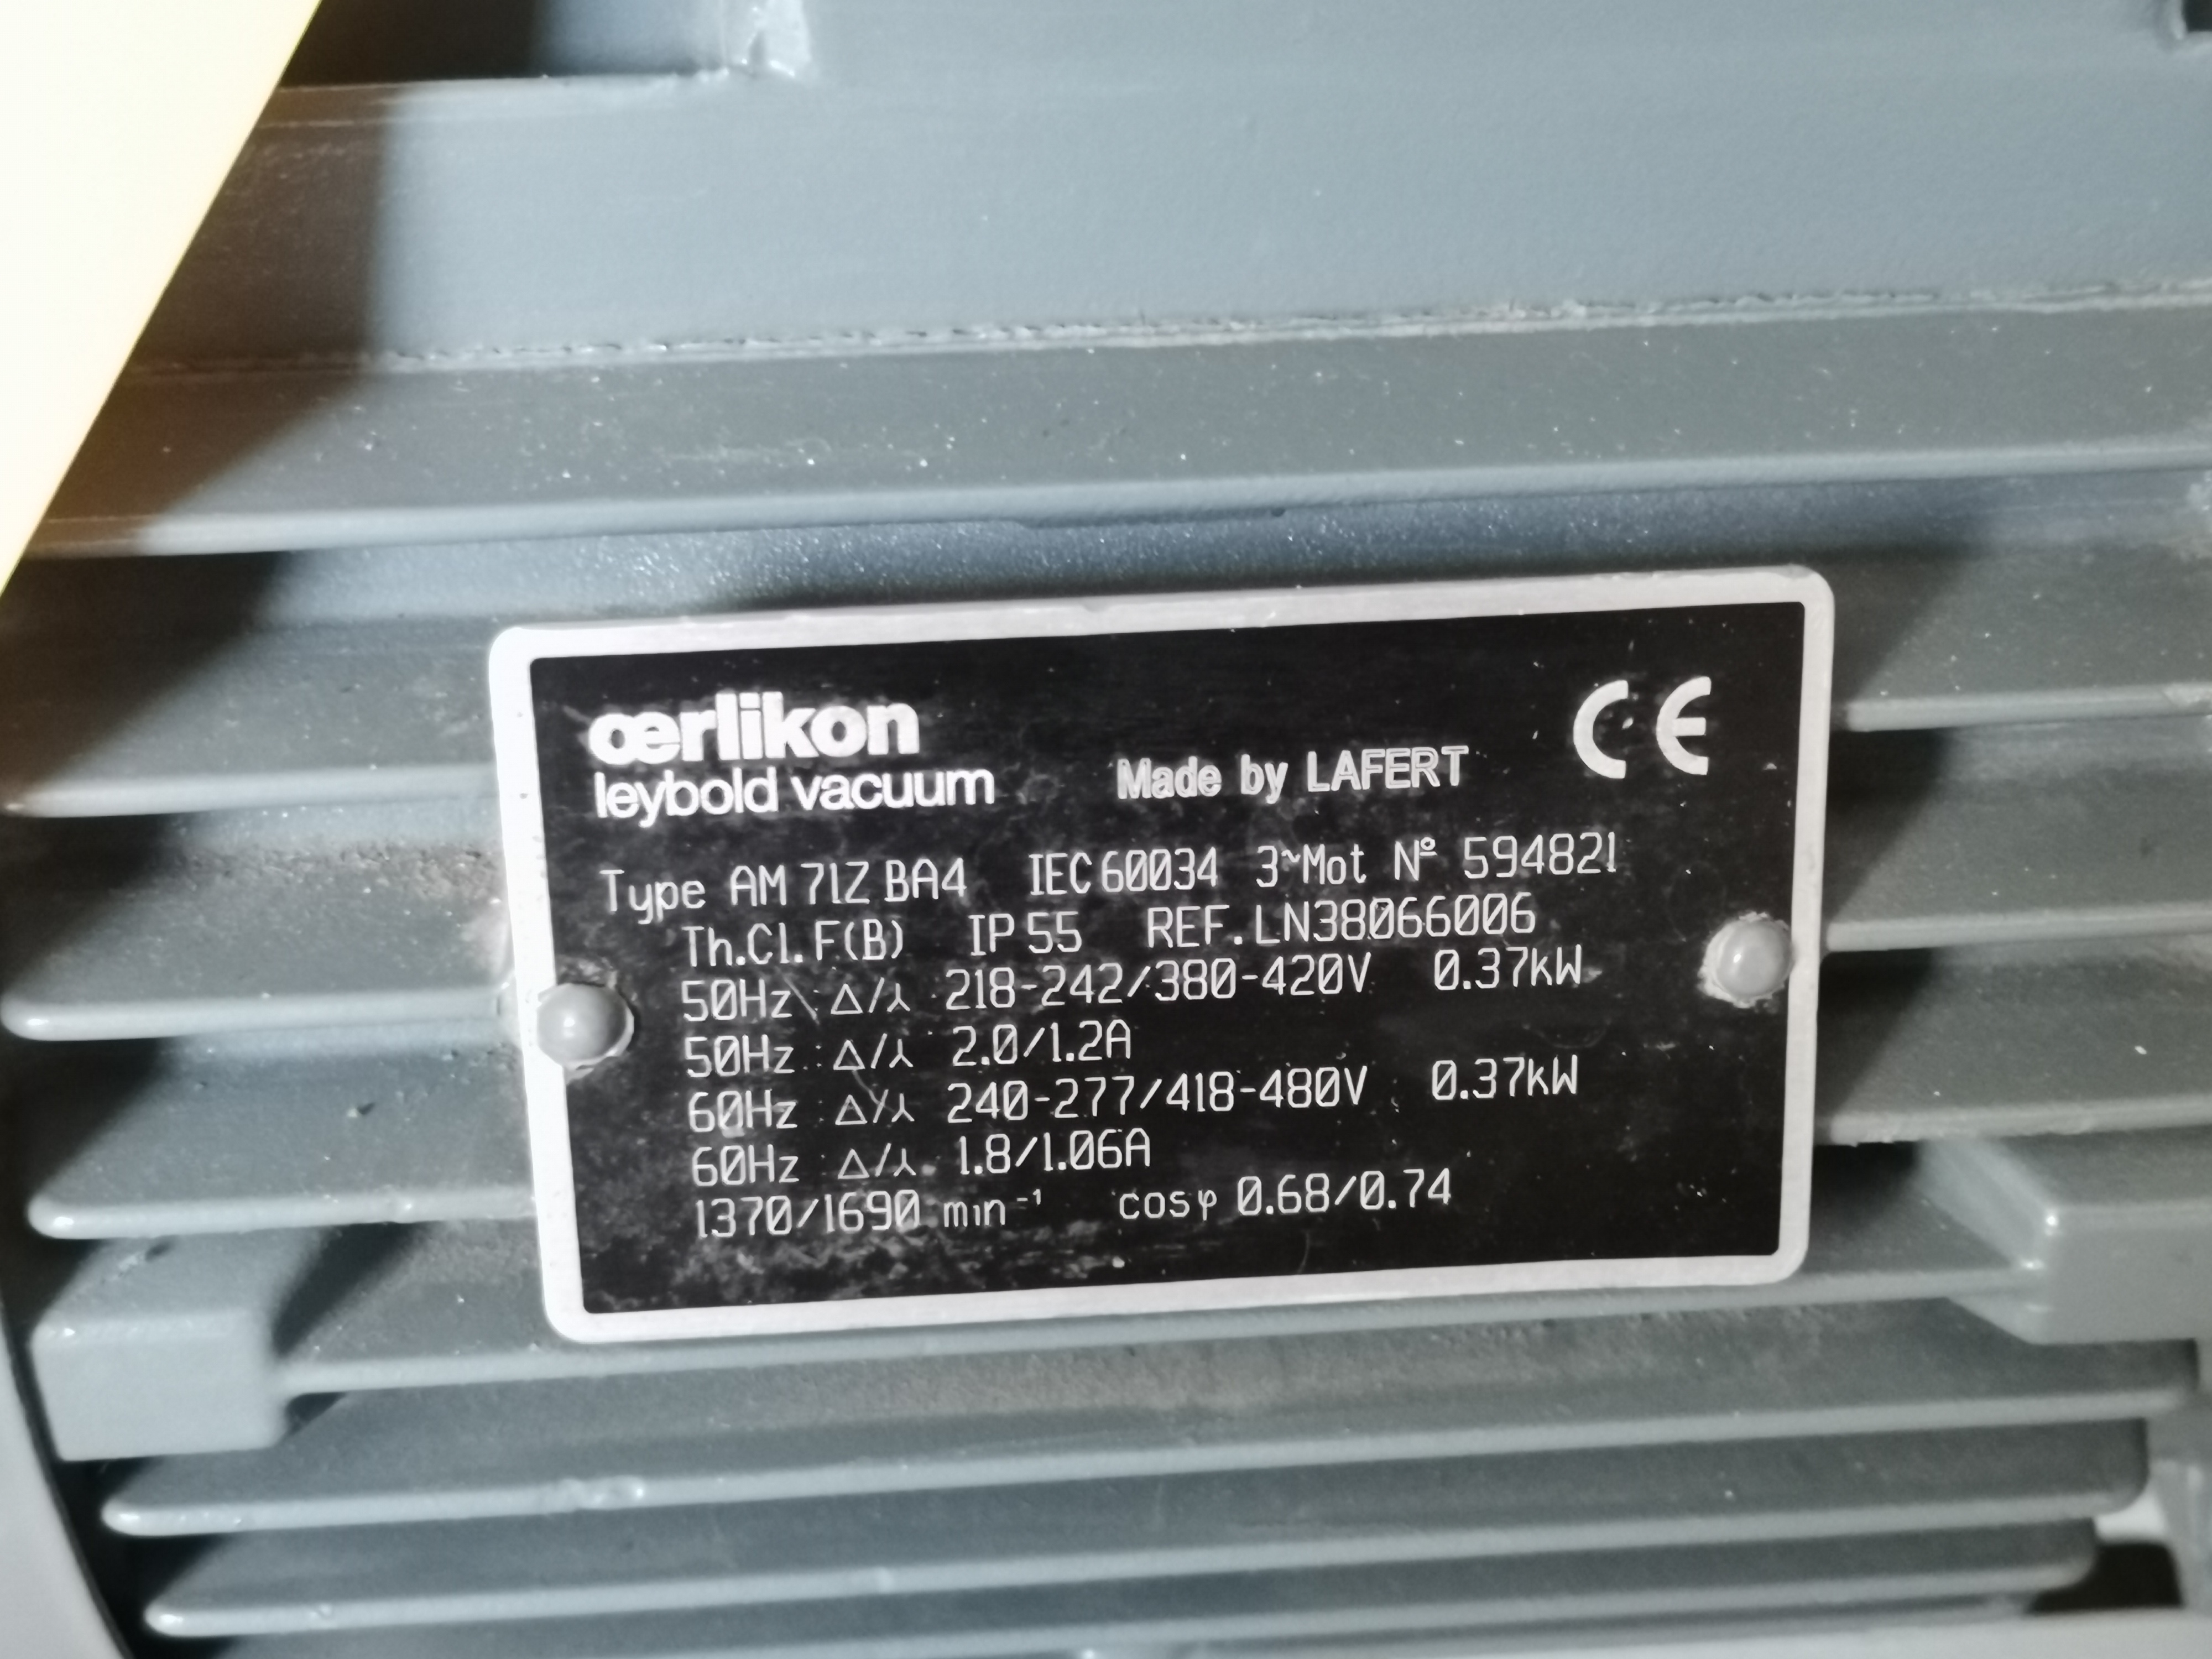 œrlikon
leybold vacuum
Made by LAFERT
CE
Type AM 71Z BA4 IEC 60034 3~Mot N° 594821
Th.Cl.F(B) IP 55 REF.LN38066006
50Hz Δ/⅄ 218-242/380-420V 0.37kW
50Hz Δ/⅄ 2.0/1.2A
60Hz Δ/⅄ 240-277/418-480V 0.37kW
60Hz Δ/⅄ 1.8/1.06A
1370/1690 min⁻¹ cosφ 0.68/0.74